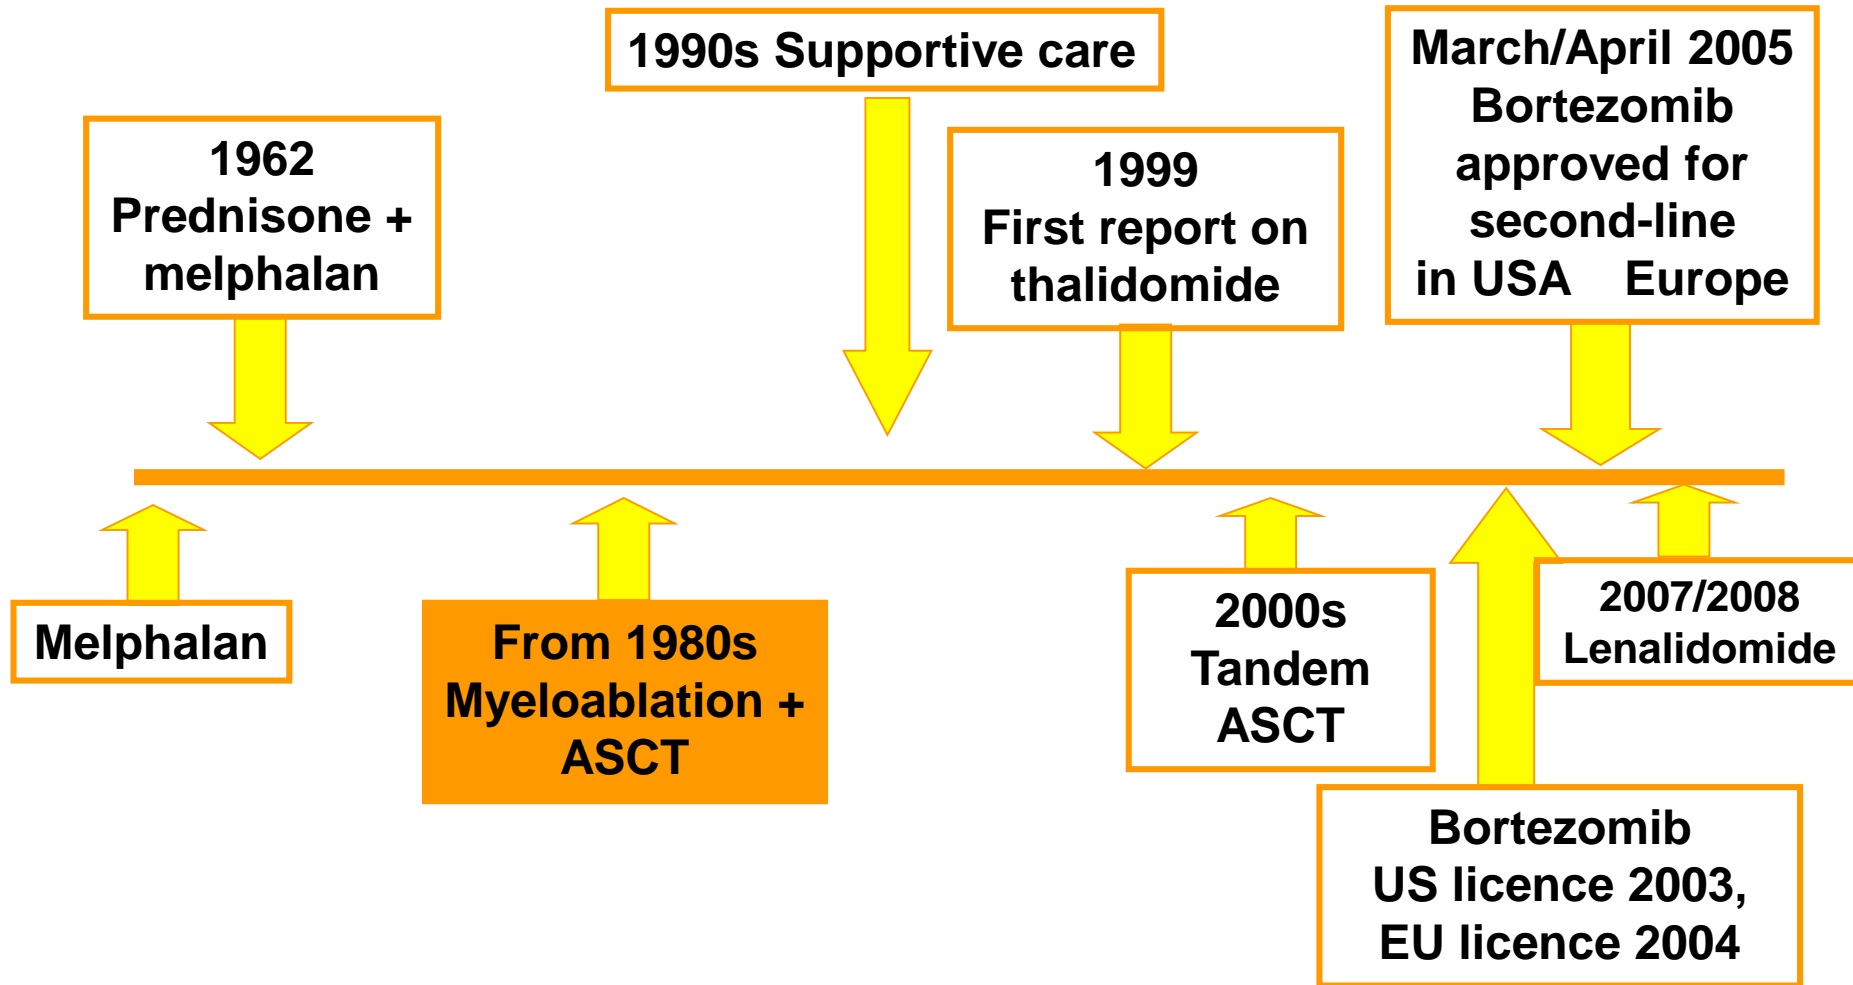 1990s Supportive care
March/April 2005
Bortezomib
approved for
second-line
in USA Europe
1962
Prednisone +
melphalan
1999
First report on
thalidomide
Melphalan
From 1980s
Myeloablation +
ASCT
2000s
Tandem
ASCT
2007/2008
Lenalidomide
Bortezomib
US licence 2003,
EU licence 2004